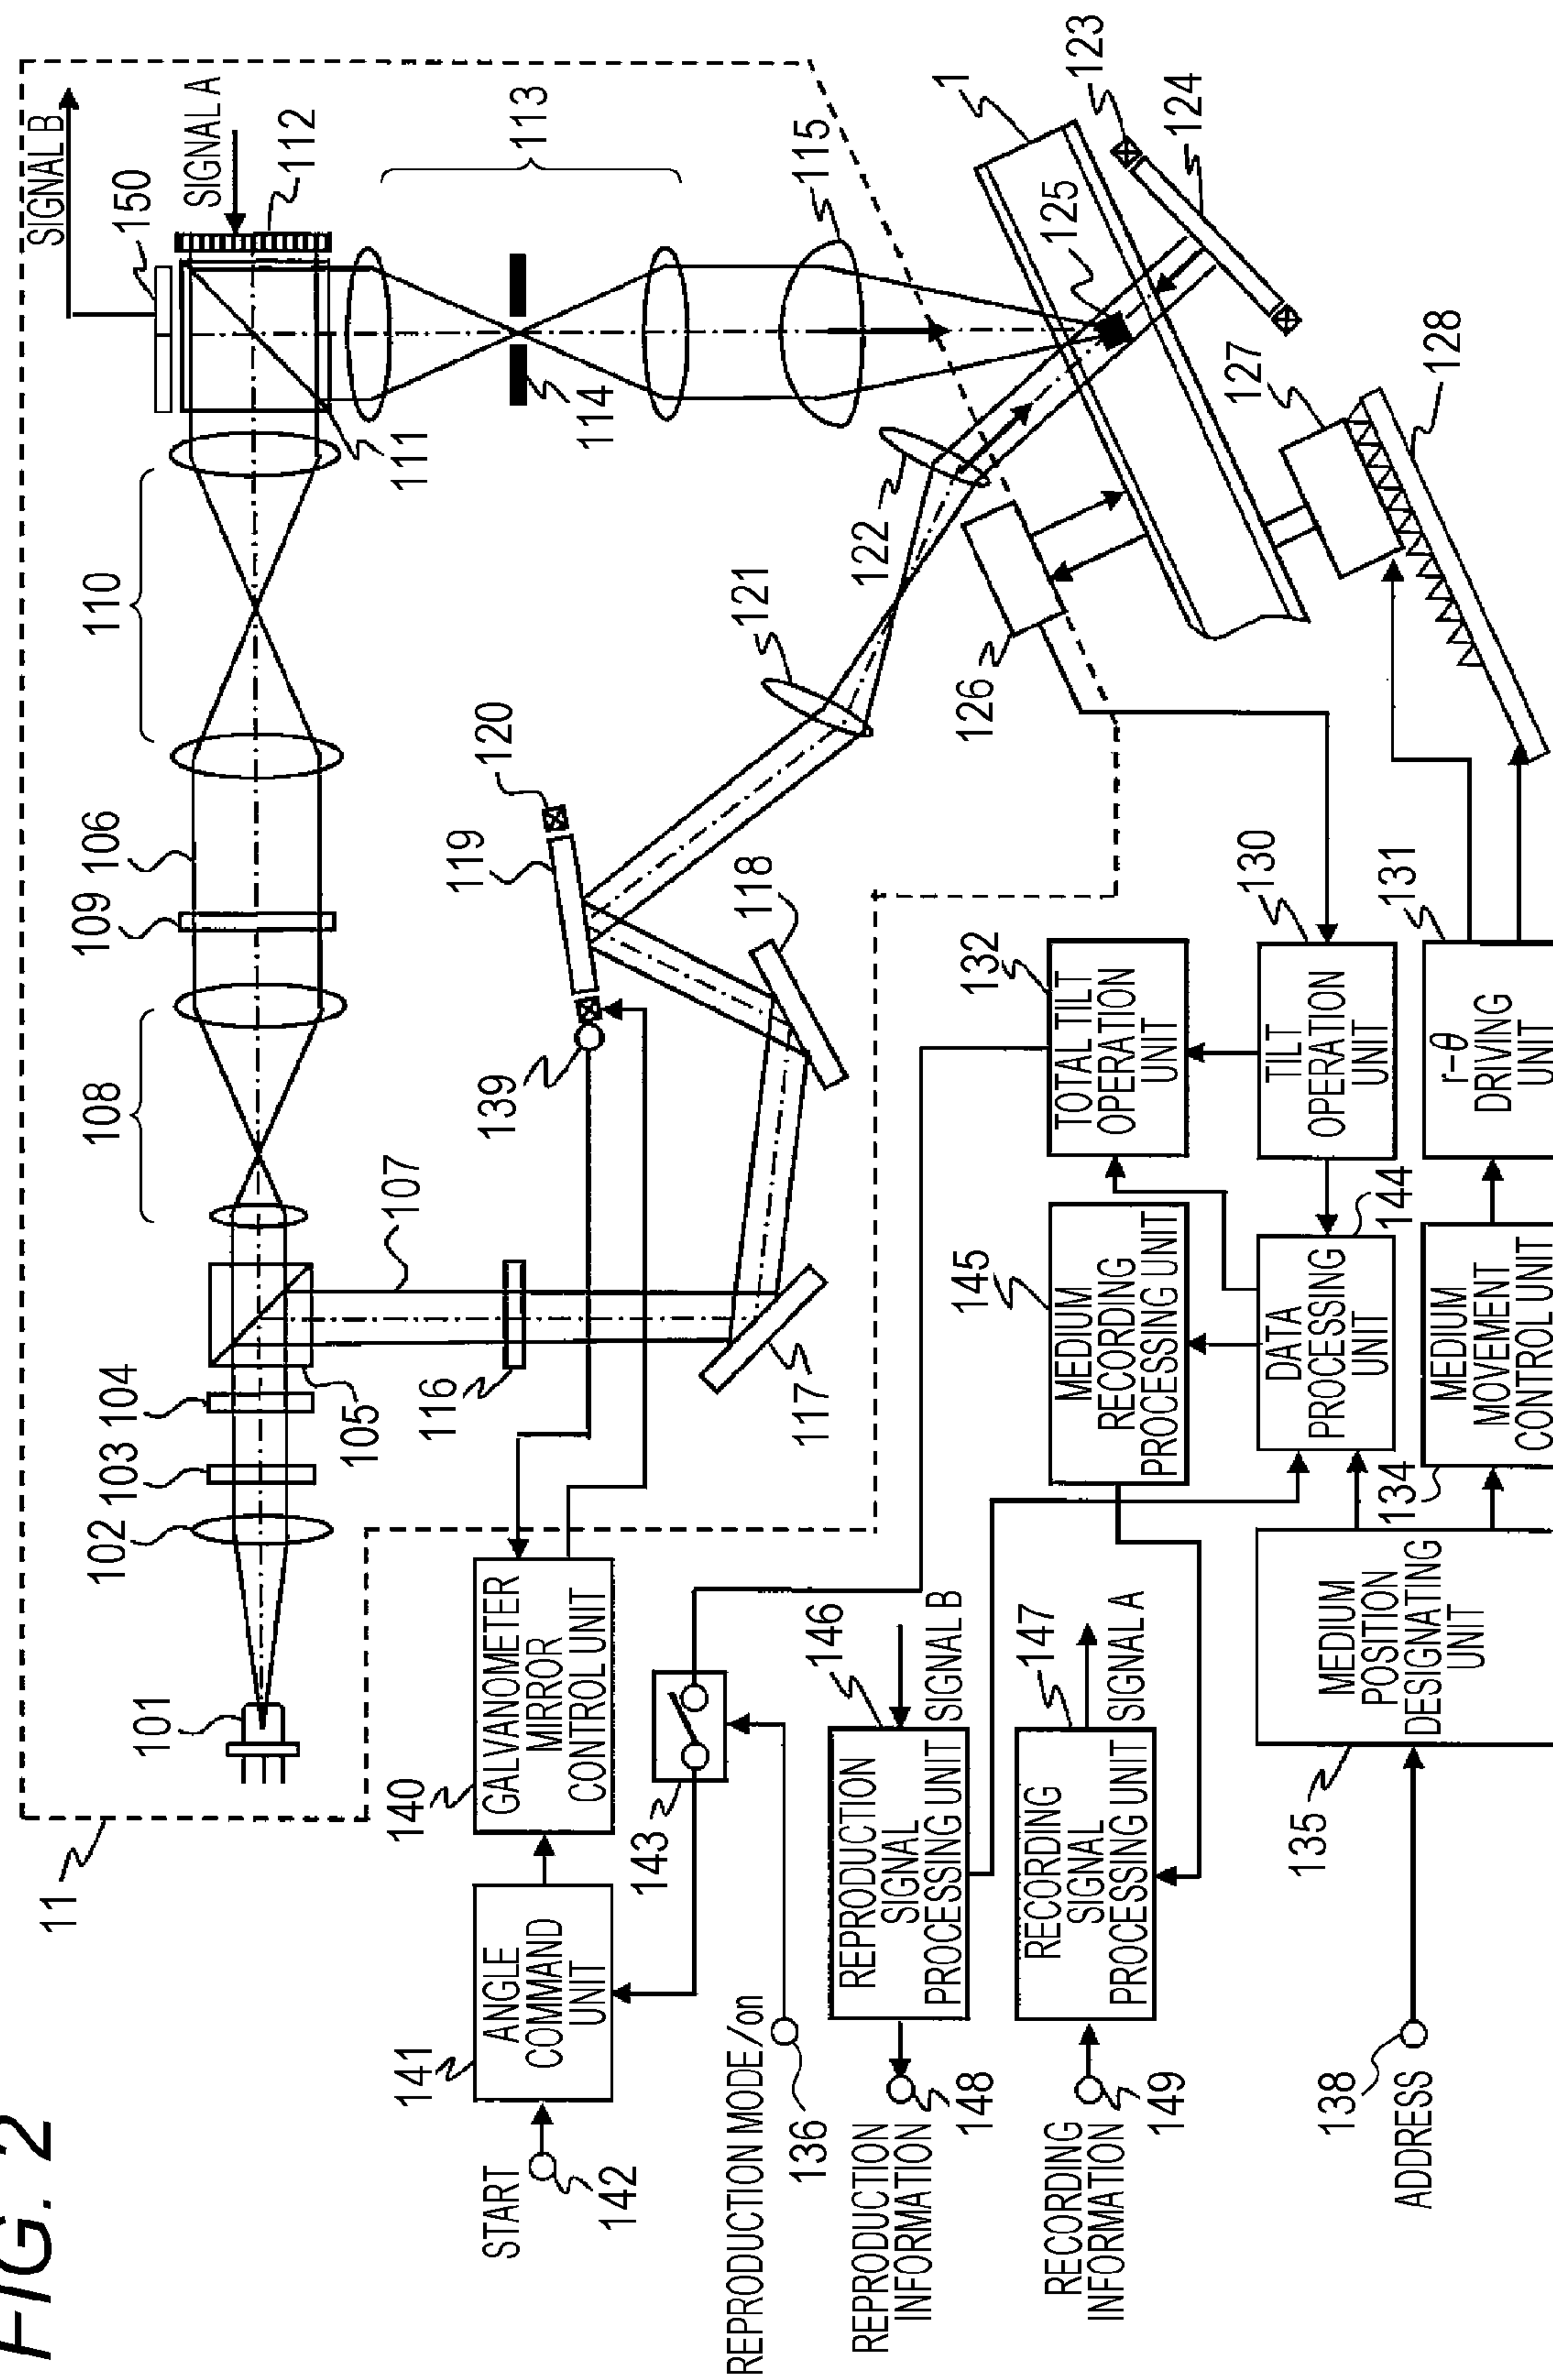 FIG. 2
11
101
102
103
104
105
108
109
106
110
150
SIGNAL B
SIGNAL A
112
111
113
114
115
107
116
117
118
119
120
139
121
122
125
1
123
124
126
127
128
START
142
141
ANGLE
COMMAND
UNIT
140
GALVANOMETER
MIRROR
CONTROL UNIT
143
REPRODUCTION MODE/on
136
REPRODUCTION
INFORMATION
148
REPRODUCTION
SIGNAL
PROCESSING UNIT
146
SIGNAL B
RECORDING
INFORMATION
149
RECORDING
SIGNAL
PROCESSING UNIT
147
SIGNAL A
145
MEDIUM
RECORDING
PROCESSING UNIT
132
TOTAL TILT
OPERATION
UNIT
DATA
PROCESSING
UNIT
144
TILT
OPERATION
UNIT
130
ADDRESS
138
135
MEDIUM
POSITION
DESIGNATING
UNIT
134
MEDIUM
MOVEMENT
CONTROL UNIT
131
r-θ
DRIVING
UNIT